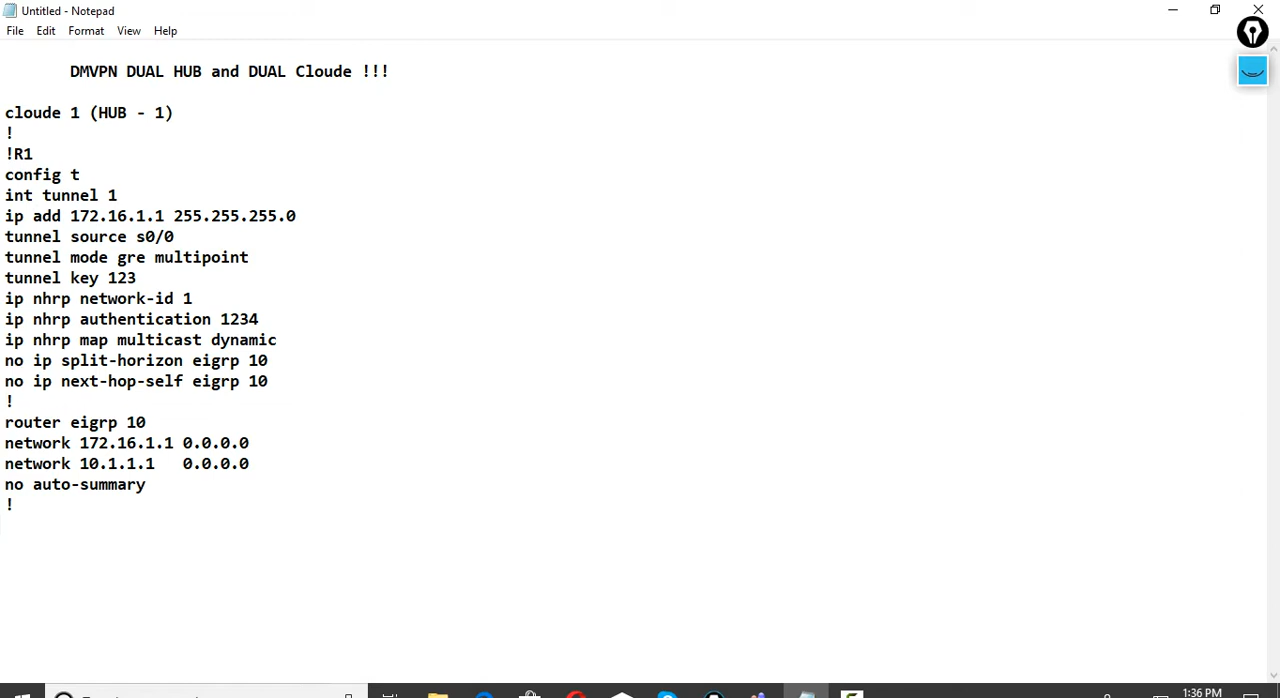 Untitled - Notepad
File Edit Format View Help
DMVPN DUAL HUB and DUAL Cloude !!!
cloude 1 (HUB - 1)
!
!R1
config t
int tunnel 1
ip add 172.16.1.1 255.255.255.0
tunnel source s0/0
tunnel mode gre multipoint
tunnel key 123
ip nhrp network-id 1
ip nhrp authentication 1234
ip nhrp map multicast dynamic
no ip split-horizon eigrp 10
no ip next-hop-self eigrp 10
!
router eigrp 10
network 172.16.1.1 0.0.0.0
network 10.1.1.1   0.0.0.0
no auto-summary
!
1:36 PM